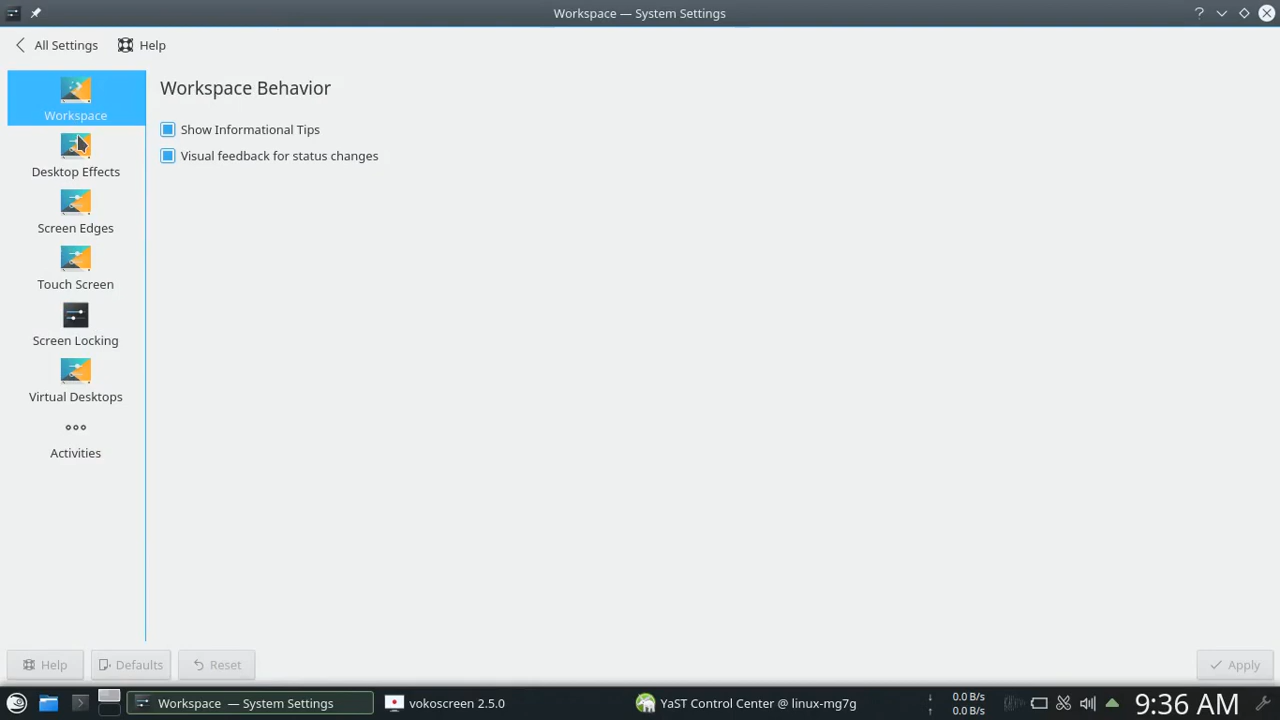 Workspace — System Settings
All Settings
Help
Workspace
Desktop Effects
Screen Edges
Touch Screen
Screen Locking
Virtual Desktops
Activities
Workspace Behavior
Show Informational Tips
Visual feedback for status changes
Help
Defaults
Reset
Apply
Workspace — System Settings
vokoscreen 2.5.0
YaST Control Center @ linux-mg7g
0.0 B/s
0.0 B/s
9:36 AM